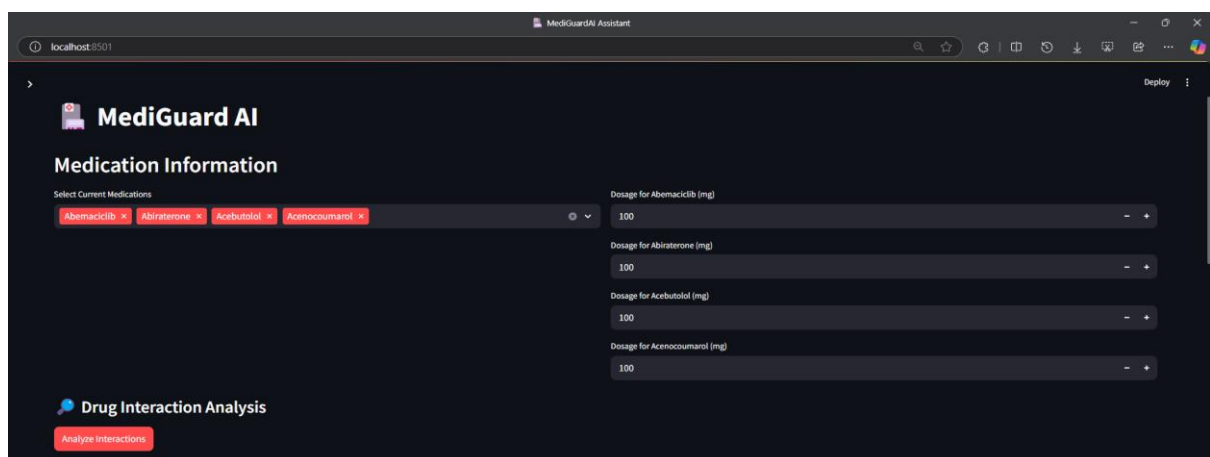 MediGuardAI Assistant
localhost:8501
Deploy
MediGuard AI
Medication Information
Select Current Medications
Abemaciclib × Abiraterone × Acebutolol × Acenocoumarol ×
Dosage for Abemaciclib (mg)
100
Dosage for Abiraterone (mg)
100
Dosage for Acebutolol (mg)
100
Dosage for Acenocoumarol (mg)
100
Drug Interaction Analysis
Analyze Interactions